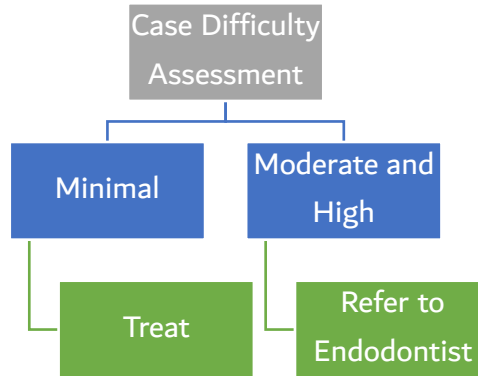 Case Difficulty
Assessment
Minimal
Moderate and
High
Treat
Refer to
Endodontist